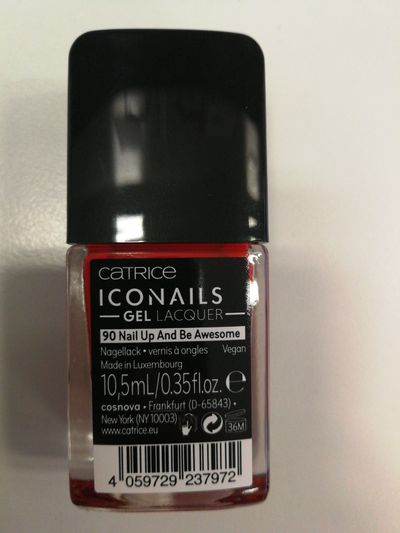 CATRICE
ICONAILS
GEL LACQUER
90 Nail Up And Be Awesome
Nagellack • vernis à ongles Vegan
Made in Luxembourg
10,5mL/0.35fl.oz. ℮
cosnova • Frankfurt (D-65843) •
New York (NY 10003)
www.catrice.eu 36M
4 059729 237972